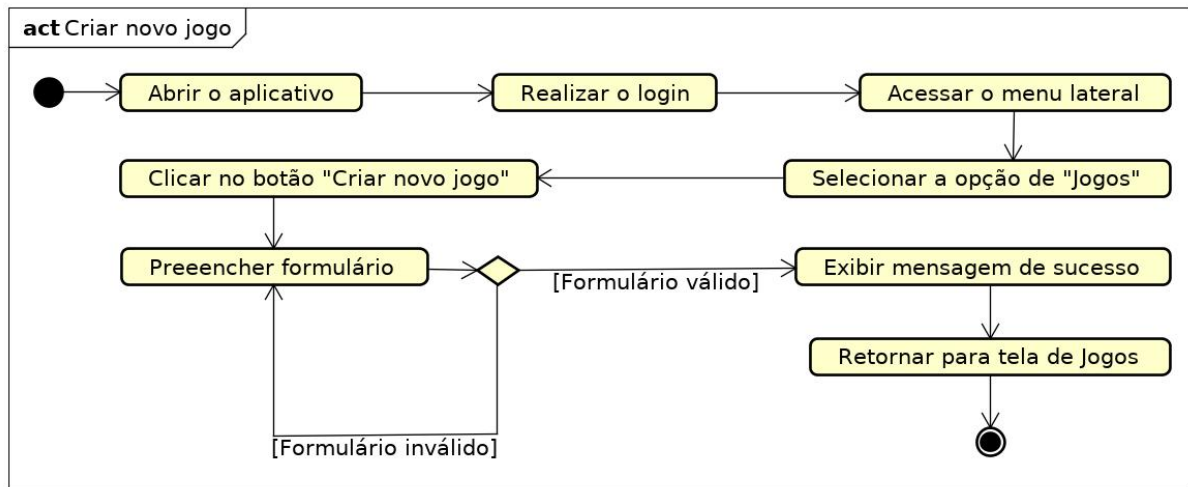 act Criar novo jogo
Abrir o aplicativo
Realizar o login
Acessar o menu lateral
Selecionar a opção de "Jogos"
Clicar no botão "Criar novo jogo"
Preeencher formulário
[Formulário válido]
Exibir mensagem de sucesso
Retornar para tela de Jogos
[Formulário inválido]